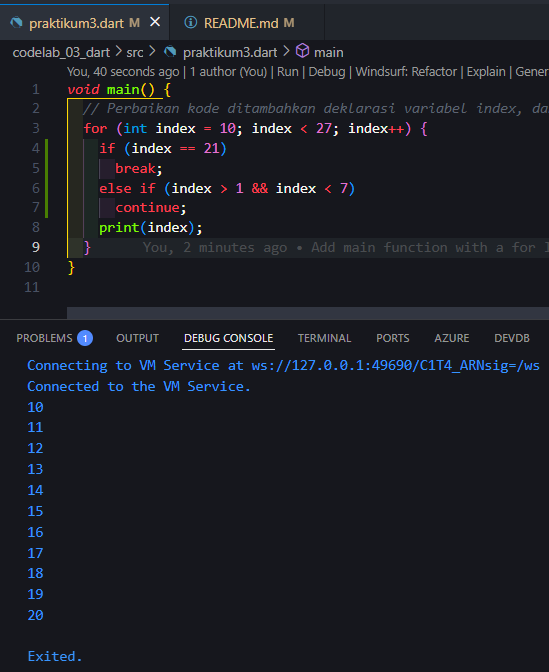 praktikum3.dart M × README.md M
codelab_03_dart > src > praktikum3.dart > main
You, 40 seconds ago | 1 author (You) | Run | Debug | Windsurf: Refactor | Explain | Gener
1 void main() {
2 // Perbaikan kode ditambahkan deklarasi variabel index, da
3 for (int index = 10; index < 27; index++) {
4 if (index == 21)
5 break;
6 else if (index > 1 && index < 7)
7 continue;
8 print(index);
9 } You, 2 minutes ago • Add main function with a for l
10 }
11
PROBLEMS 1 OUTPUT DEBUG CONSOLE TERMINAL PORTS AZURE DEVDB
Connecting to VM Service at ws://127.0.0.1:49690/C1T4_ARNsig=/ws
Connected to the VM Service.
10
11
12
13
14
15
16
17
18
19
20
Exited.